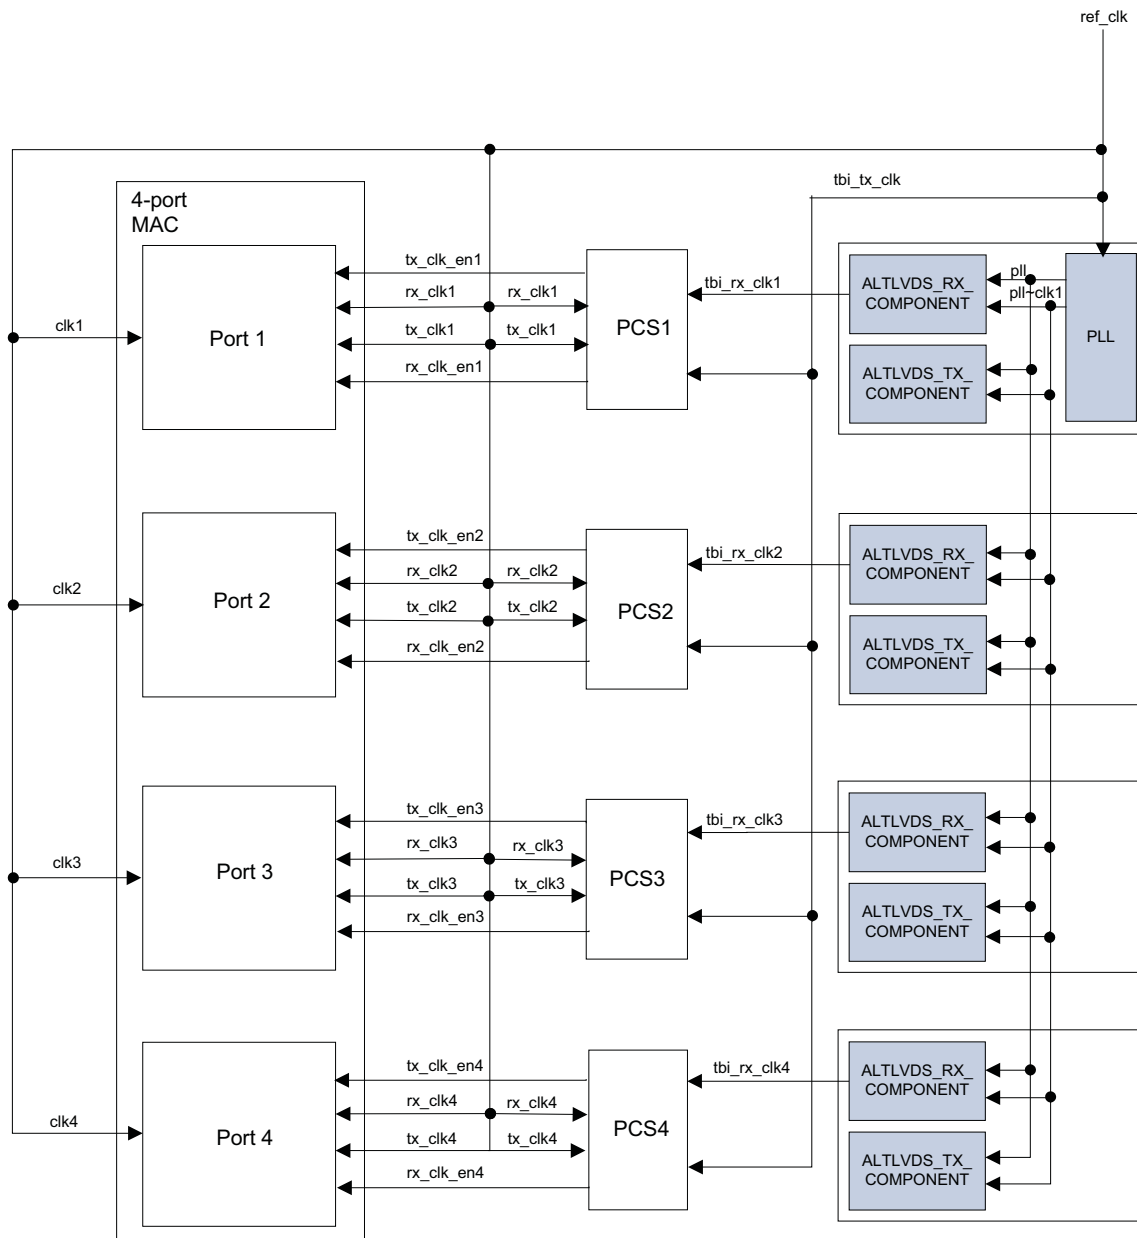 ref_clk
tbi_tx_clk
4-port
MAC
tx_clk_en1
rx_clk1
rx_clk1
tx_clk1
tx_clk1
rx_clk_en1
clk1
Port 1
PCS1
tbi_rx_clk1
ALTLVDS_RX_
COMPONENT
ALTLVDS_TX_
COMPONENT
pll
pll~clk1
PLL
tx_clk_en2
rx_clk2
rx_clk2
tx_clk2
tx_clk2
rx_clk_en2
clk2
Port 2
PCS2
tbi_rx_clk2
ALTLVDS_RX_
COMPONENT
ALTLVDS_TX_
COMPONENT
tx_clk_en3
rx_clk3
rx_clk3
tx_clk3
tx_clk3
rx_clk_en3
clk3
Port 3
PCS3
tbi_rx_clk3
ALTLVDS_RX_
COMPONENT
ALTLVDS_TX_
COMPONENT
tx_clk_en4
rx_clk4
rx_clk4
tx_clk4
tx_clk4
rx_clk_en4
clk4
Port 4
PCS4
tbi_rx_clk4
ALTLVDS_RX_
COMPONENT
ALTLVDS_TX_
COMPONENT